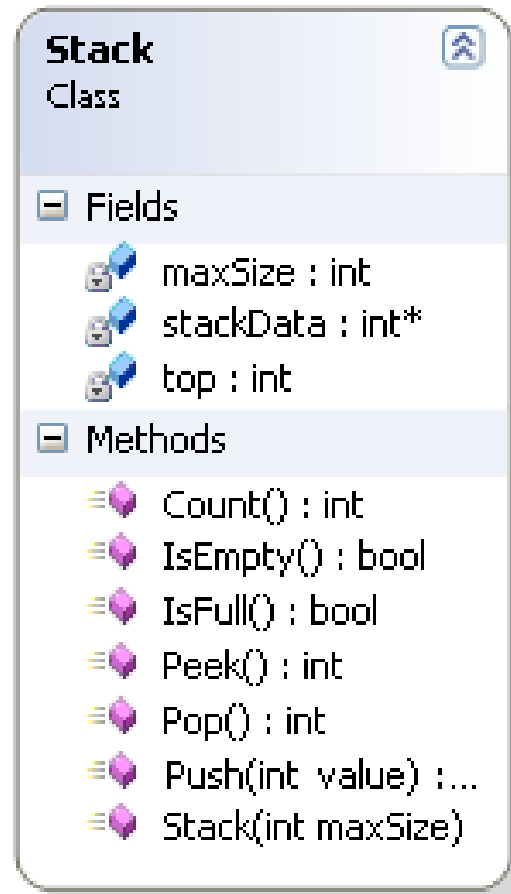 Stack
Class
Fields
maxSize : int
stackData : int*
top : int
Methods
Count() : int
IsEmpty() : bool
IsFull() : bool
Peek() : int
Pop() : int
Push(int value) :...
Stack(int maxSize)